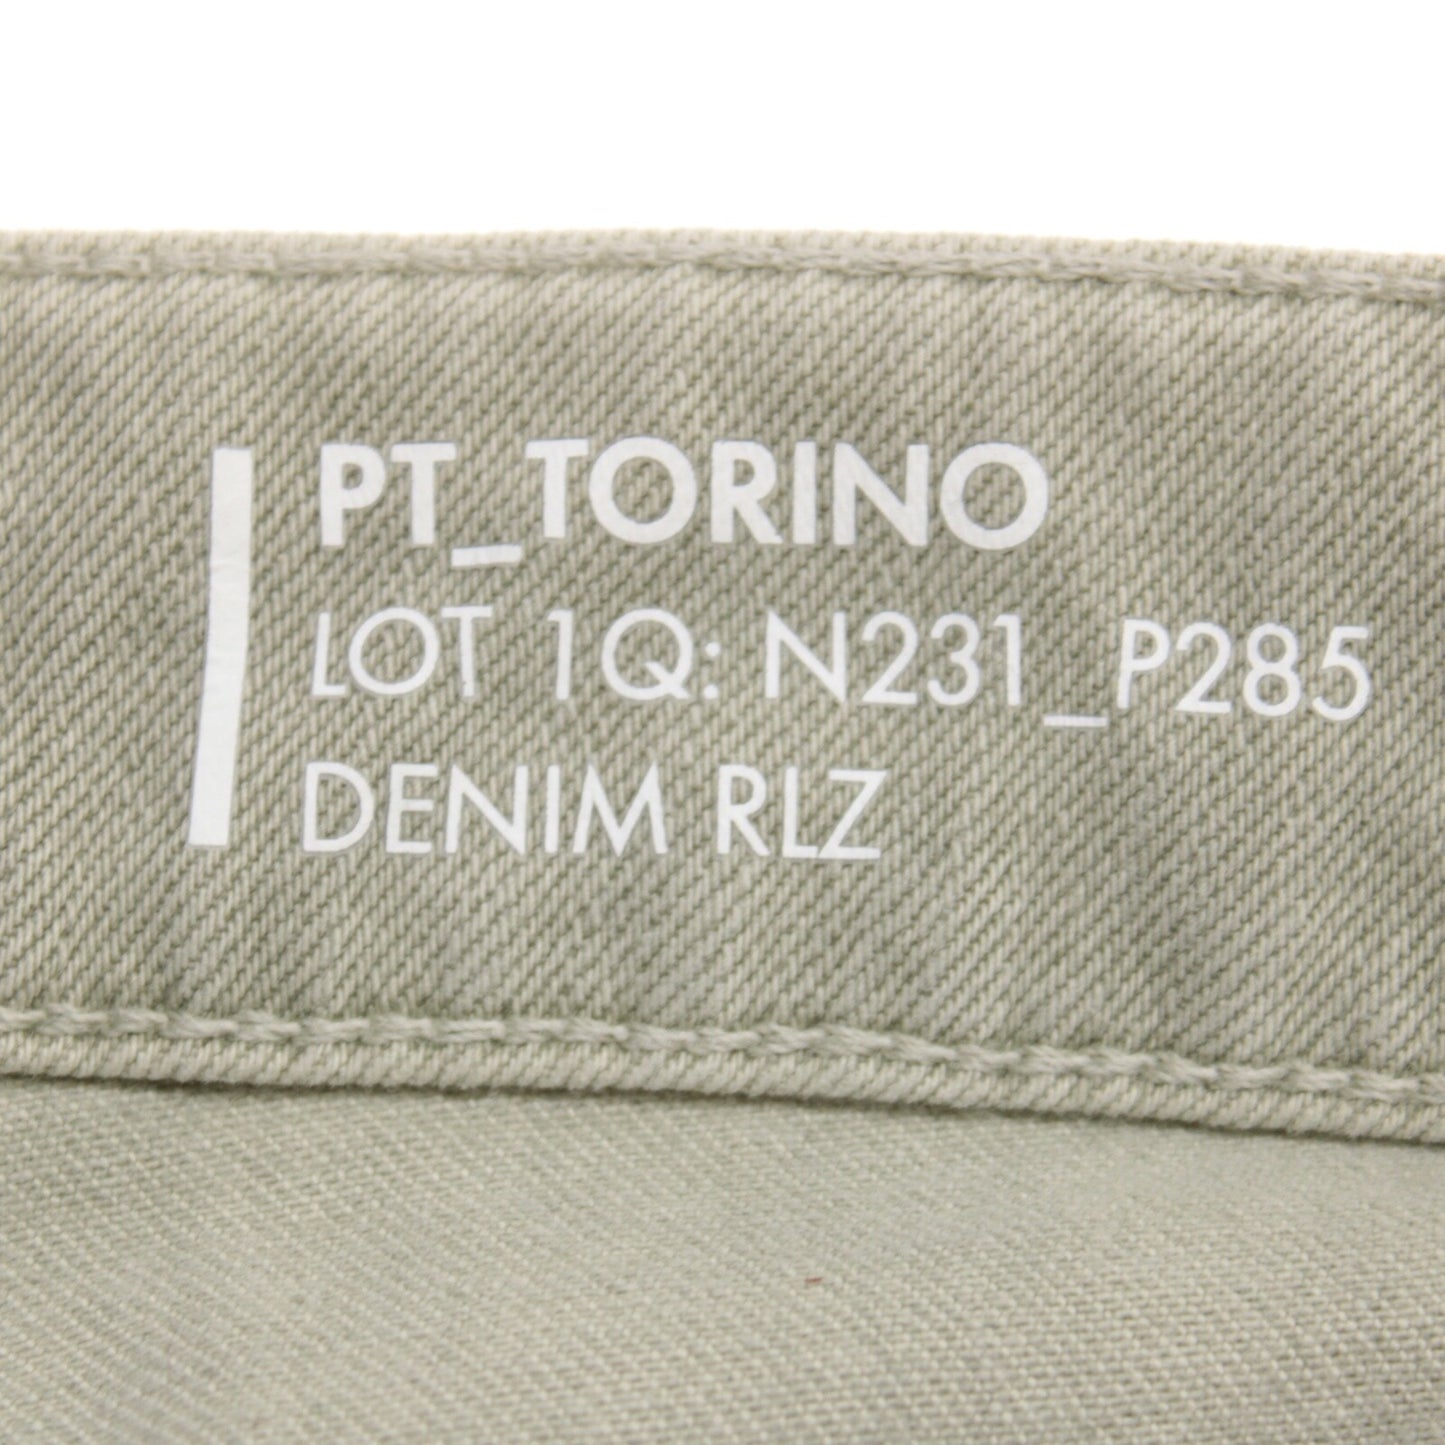 PT_TORINO
LOT 1Q: N231_P285
DENIM RLZ